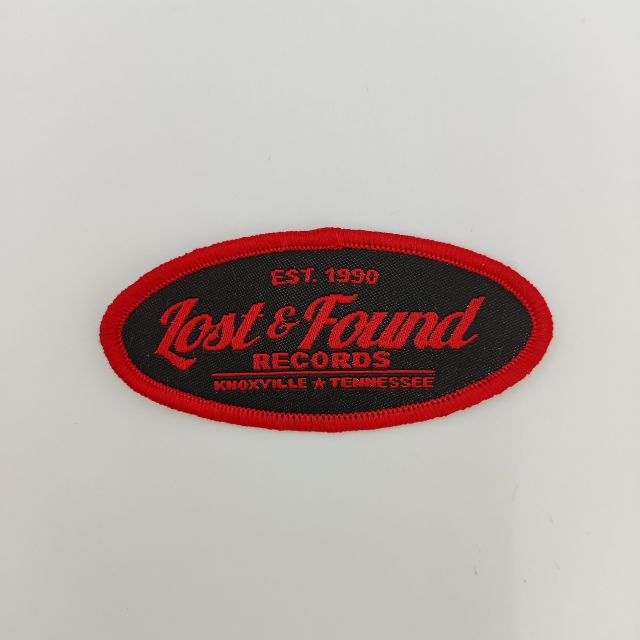 EST. 1990
Lost & Found
RECORDS
KNOXVILLE ★ TENNESSEE